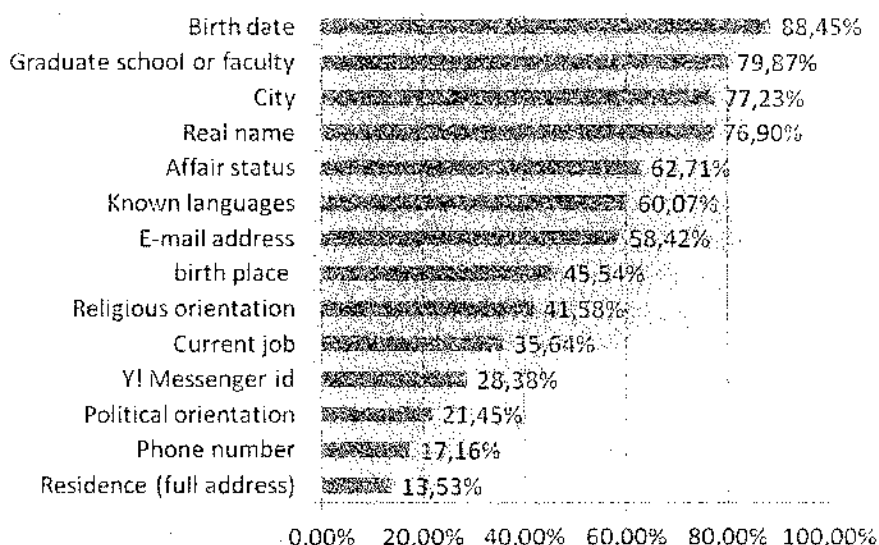 Birth date 88,45%
Graduate school or faculty 79,87%
City 77,23%
Real name 76,90%
Affair status 62,71%
Known languages 60,07%
E-mail address 58,42%
birth place 45,54%
Religious orientation 41,58%
Current job 35,64%
Y! Messenger id 28,38%
Political orientation 21,45%
Phone number 17,16%
Residence (full address) 13,53%
0,00% 20,00% 40,00% 60,00% 80,00% 100,00%